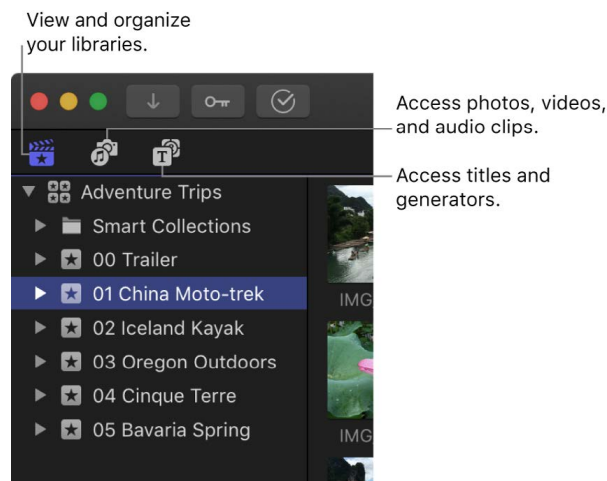 View and organize
your libraries.
Access photos, videos,
and audio clips.
Access titles and
generators.
Adventure Trips
Smart Collections
00 Trailer
01 China Moto-trek
IMG
02 Iceland Kayak
03 Oregon Outdoors
04 Cinque Terre
05 Bavaria Spring
IMG